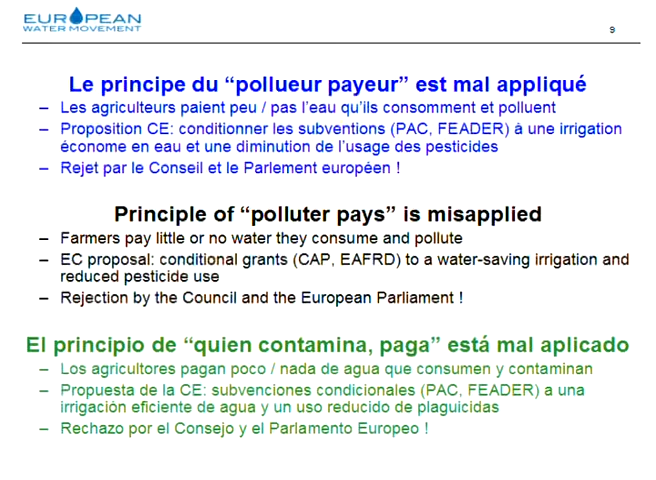 EUROPEAN
WATER MOVEMENT
9
Le principe du “pollueur payeur” est mal appliqué
– Les agriculteurs paient peu / pas l’eau qu’ils consomment et polluent
– Proposition CE: conditionner les subventions (PAC, FEADER) à une irrigation
économe en eau et une diminution de l’usage des pesticides
– Rejet par le Conseil et le Parlement européen !
Principle of “polluter pays” is misapplied
– Farmers pay little or no water they consume and pollute
– EC proposal: conditional grants (CAP, EAFRD) to a water-saving irrigation and
reduced pesticide use
– Rejection by the Council and the European Parliament !
El principio de “quien contamina, paga” está mal aplicado
– Los agricultores pagan poco / nada de agua que consumen y contaminan
– Propuesta de la CE: subvenciones condicionales (PAC, FEADER) a una
irrigación eficiente de agua y un uso reducido de plaguicidas
– Rechazo por el Consejo y el Parlamento Europeo !